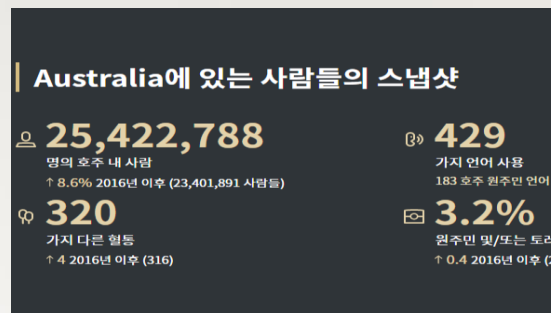 Australia에 있는 사람들의 스냅샷
25,422,788
명의 호주 내 사람
↑ 8.6% 2016년 이후 (23,401,891 사람들)
429
가지 언어 사용
183 호주 원주민 언어
320
가지 다른 혈통
↑ 4 2016년 이후 (316)
3.2%
원주민 및/또는
↑ 0.4 2016년 이후